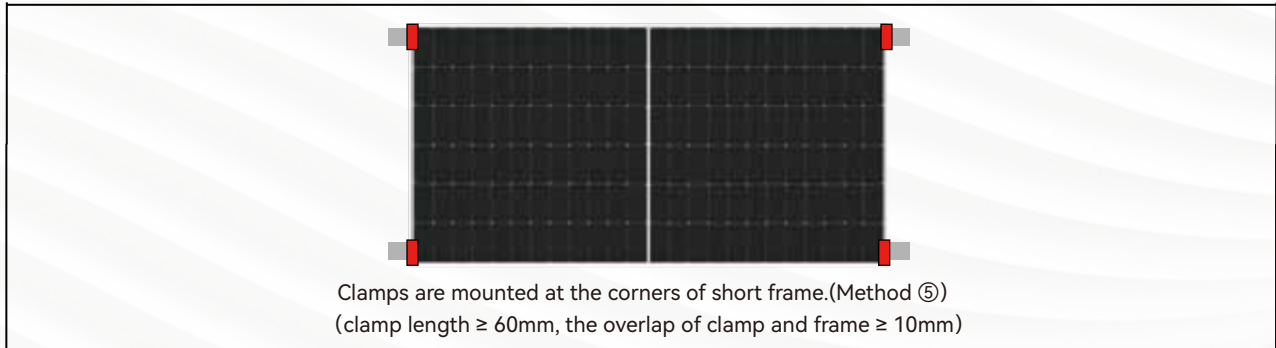 Clamps are mounted at the corners of short frame.(Method ⑤)
(clamp length ≥ 60mm, the overlap of clamp and frame ≥ 10mm)